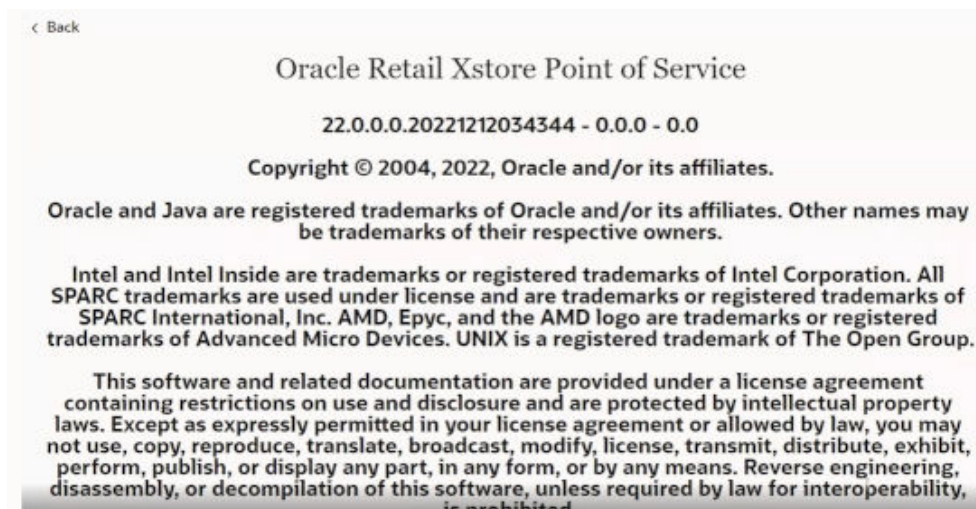 < Back
Oracle Retail Xstore Point of Service
22.0.0.0.20221212034344 - 0.0.0 - 0.0
Copyright © 2004, 2022, Oracle and/or its affiliates.
Oracle and Java are registered trademarks of Oracle and/or its affiliates. Other names may
be trademarks of their respective owners.
Intel and Intel Inside are trademarks or registered trademarks of Intel Corporation. All
SPARC trademarks are used under license and are trademarks or registered trademarks of
SPARC International, Inc. AMD, Epyc, and the AMD logo are trademarks or registered
trademarks of Advanced Micro Devices. UNIX is a registered trademark of The Open Group.
This software and related documentation are provided under a license agreement
containing restrictions on use and disclosure and are protected by intellectual property
laws. Except as expressly permitted in your license agreement or allowed by law, you may
not use, copy, reproduce, translate, broadcast, modify, license, transmit, distribute, exhibit,
perform, publish, or display any part, in any form, or by any means. Reverse engineering,
disassembly, or decompilation of this software, unless required by law for interoperability,
is prohibited